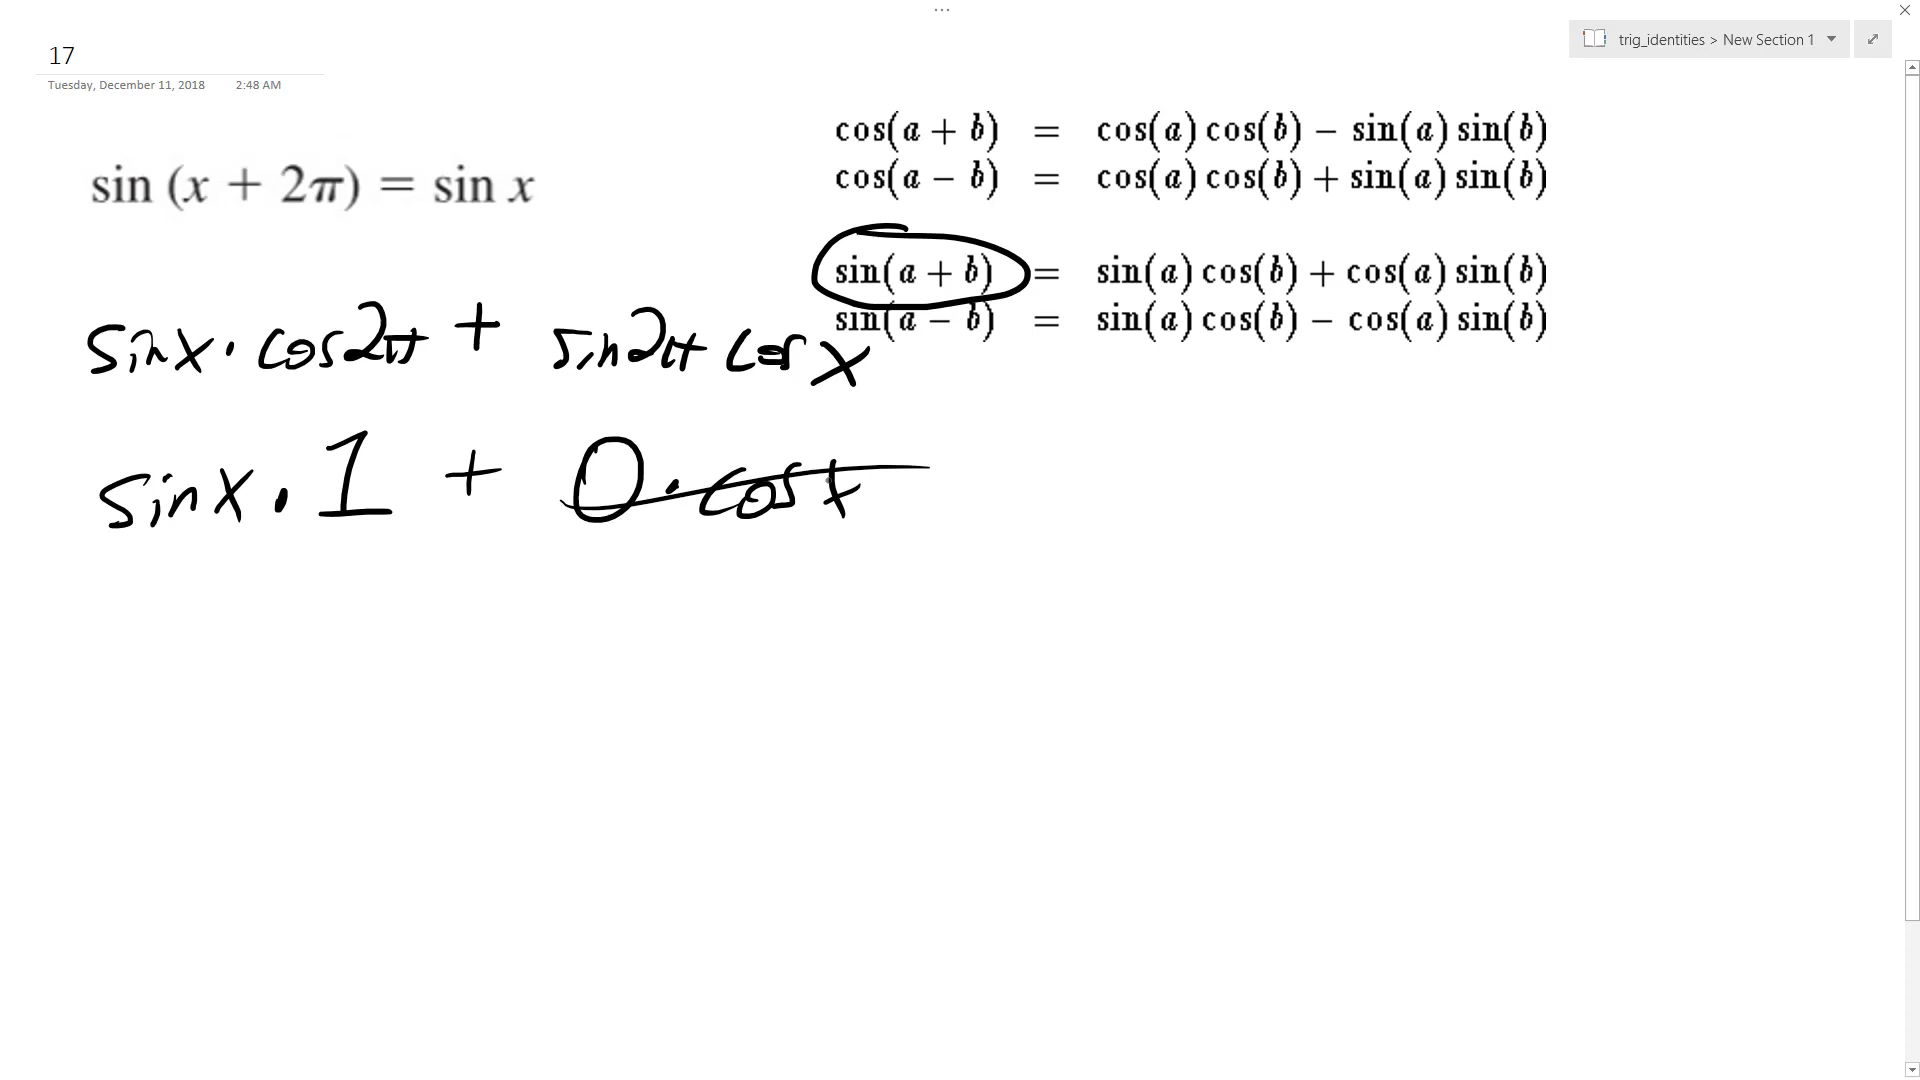 ...
17
trig_identities > New Section 1
Tuesday, December 11, 2018 2:48 AM
sin (x + 2π) = sin x
cos(a + b) = cos(a) cos(b) − sin(a) sin(b)
cos(a − b) = cos(a) cos(b) + sin(a) sin(b)
sin(a + b) = sin(a) cos(b) + cos(a) sin(b)
sin(a − b) = sin(a) cos(b) − cos(a) sin(b)
sinx · cos2π + sin2π cos x
sinx · 1 + 0 · cos x